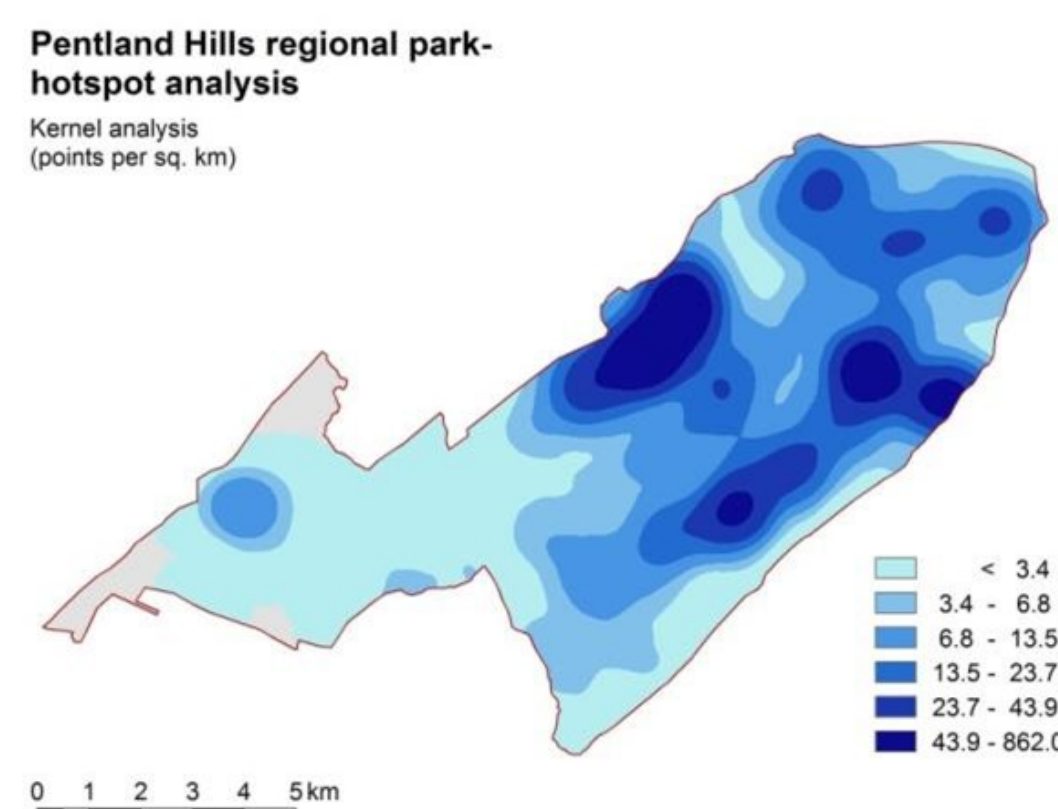 Pentland Hills regional park-
hotspot analysis
Kernel analysis
(points per sq. km)
< 3.4
3.4 - 6.8
6.8 - 13.5
13.5 - 23.7
23.7 - 43.9
43.9 - 862.0
0 1 2 3 4 5 km